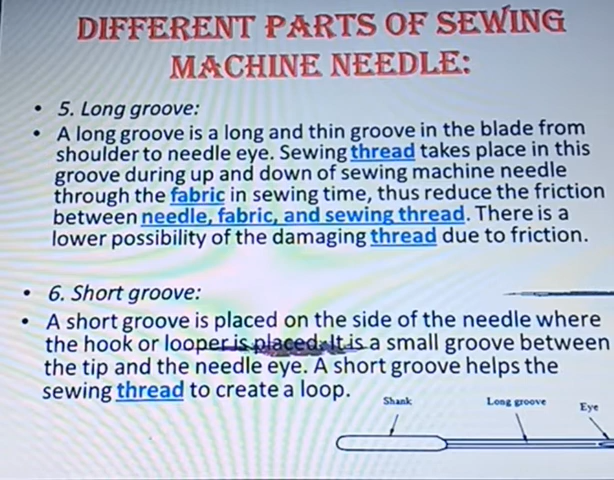 DIFFERENT PARTS OF SEWING
MACHINE NEEDLE:
• 5. Long groove:
• A long groove is a long and thin groove in the blade from
shoulder to needle eye. Sewing thread takes place in this
groove during up and down of sewing machine needle
through the fabric in sewing time, thus reduce the friction
between needle, fabric, and sewing thread. There is a
lower possibility of the damaging thread due to friction.
• 6. Short groove:
• A short groove is placed on the side of the needle where
the hook or looper is placed. It is a small groove between
the tip and the needle eye. A short groove helps the
sewing thread to create a loop.
Shank
Long groove
Eye